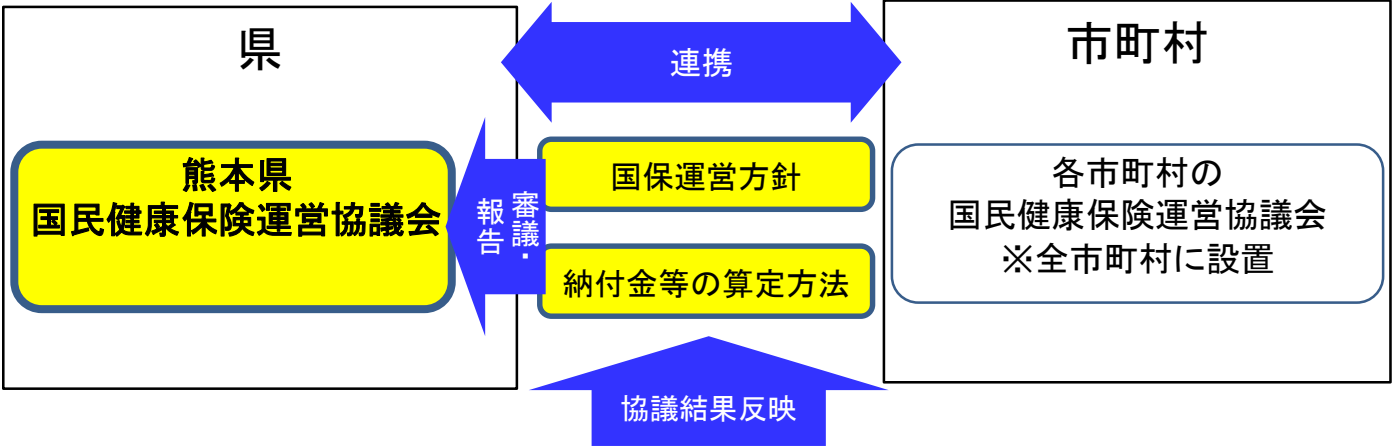 県
連携
市町村
熊本県
国民健康保険運営協議会
審議・
報告
国保運営方針
納付金等の算定方法
各市町村の
国民健康保険運営協議会
※全市町村に設置
協議結果反映